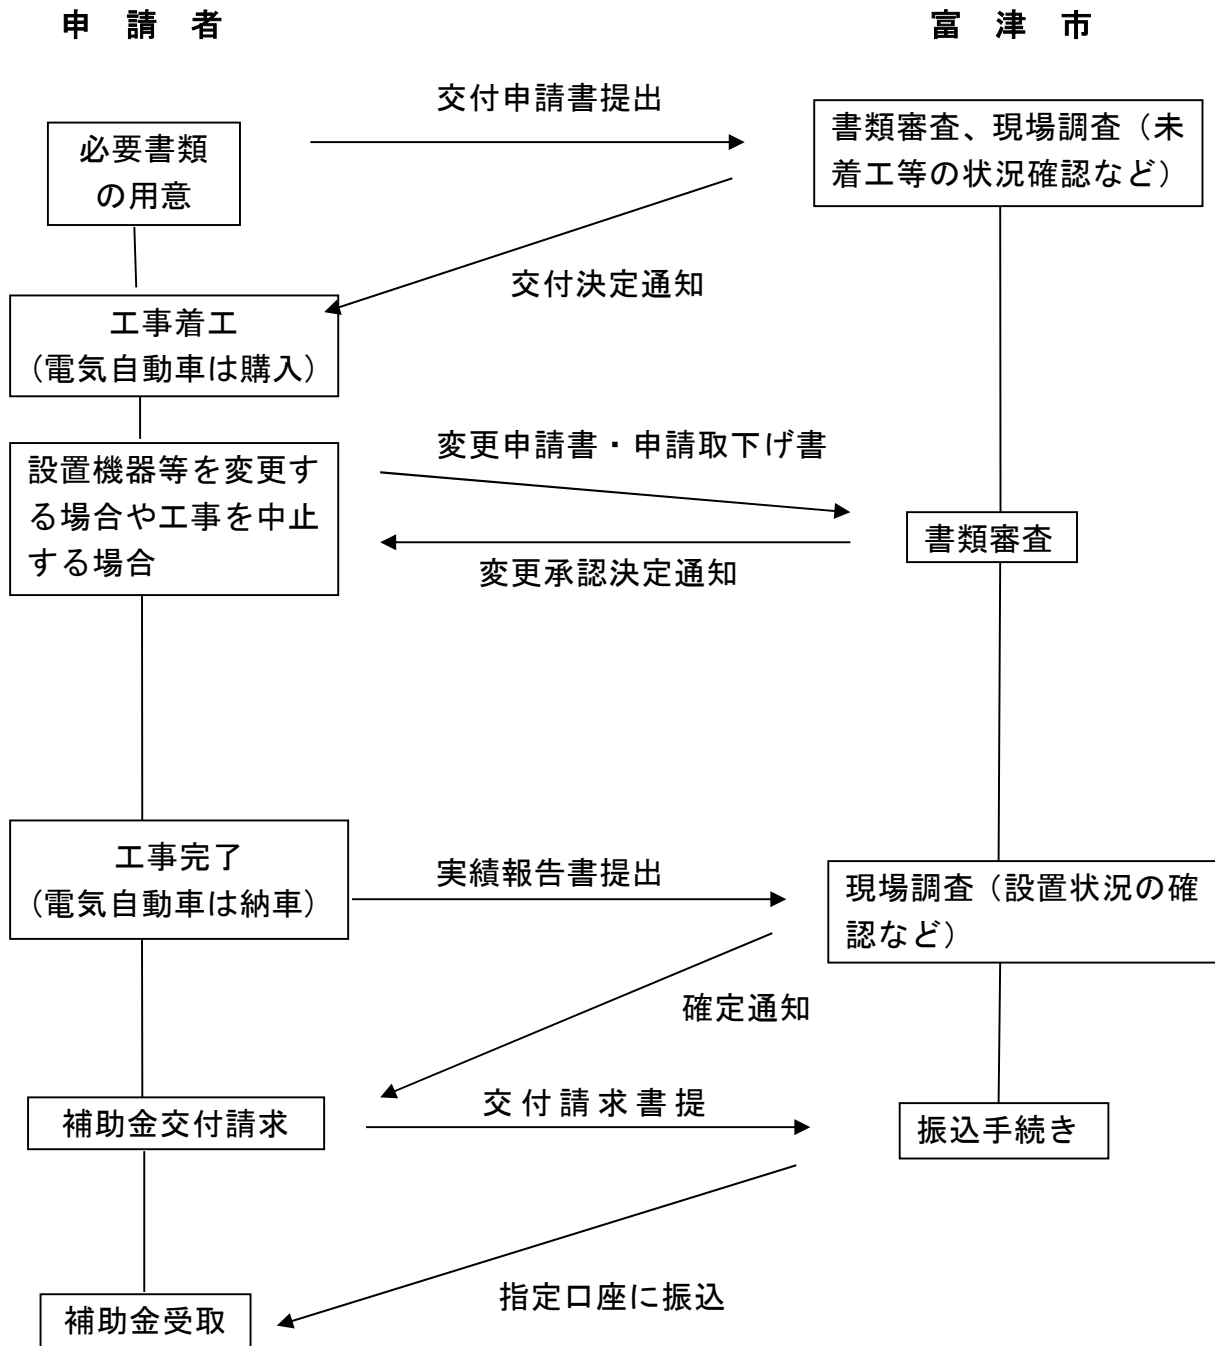 申 請 者
富 津 市
交付申請書提出
必要書類
の用意
書類審査、現場調査（未
着工等の状況確認など）
交付決定通知
工事着工
（電気自動車は購入）
変更申請書・申請取下げ書
設置機器等を変更す
る場合や工事を中止
する場合
書類審査
変更承認決定通知
工事完了
（電気自動車は納車）
実績報告書提出
現場調査（設置状況の確
認など）
確定通知
補助金交付請求
交付請求書提
振込手続き
指定口座に振込
補助金受取